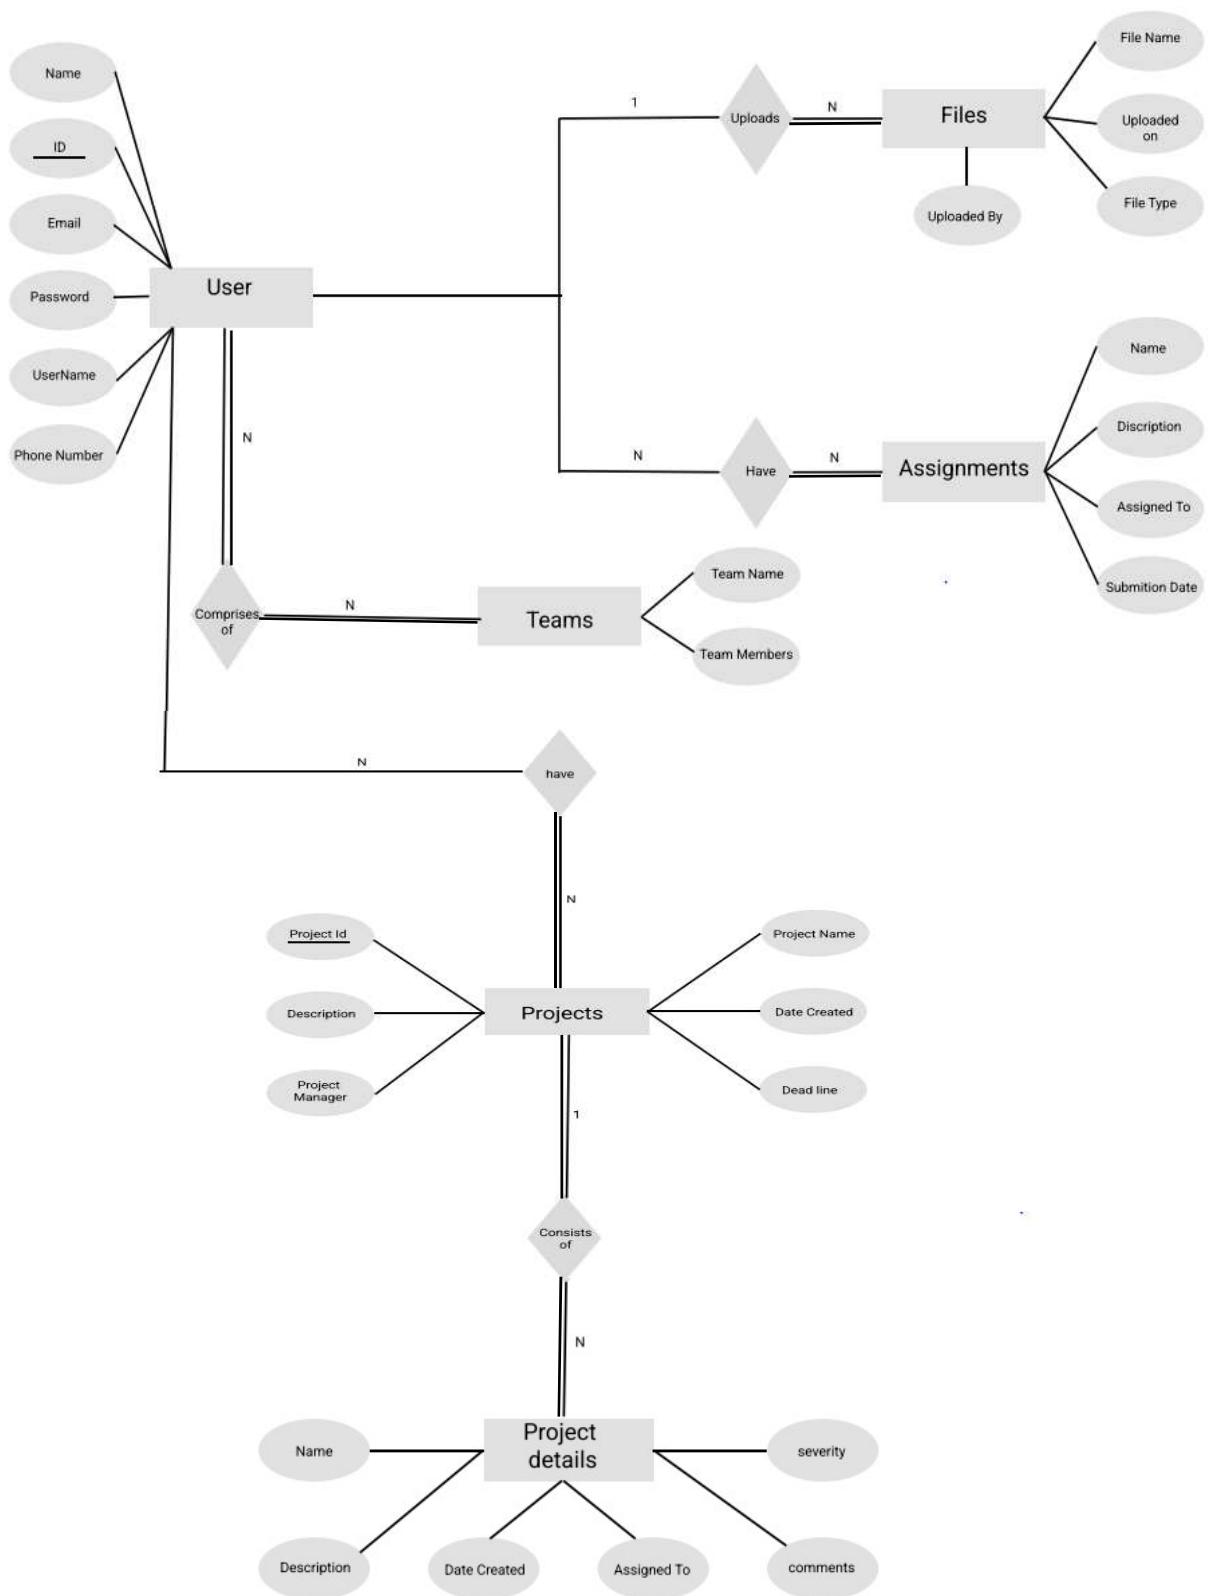 File Name
Name
1
N
Uploads
Files
Uploaded
on
ID
Email
Uploaded By
File Type
User
Password
UserName
Name
N
Phone Number
Discription
N
N
Have
Assignments
Assigned To
Team Name
Submition Date
N
Comprises
of
Teams
Team Members
N
have
N
Project Id
Project Name
Description
Projects
Date Created
Project
Manager
Dead line
1
Consists
of
N
Project
details
Name
severity
Description
Date Created
Assigned To
comments